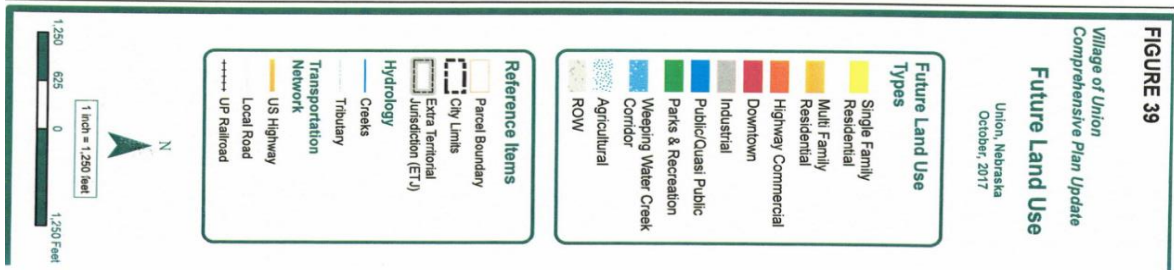 FIGURE 39
Village of Union
Comprehensive Plan Update
Future Land Use
Union, Nebraska
October, 2017
Future Land Use
Types
Single Family
Residential
Multi Family
Residential
Highway Commercial
Downtown
Industrial
Public/Quasi Public
Parks & Recreation
Weeping Water Creek
Corridor
Agricultural
ROW
Reference Items
Parcel Boundary
City Limits
Extra Territorial
Jurisdiction (ETJ)
Hydrology
Creeks
Tributary
Transportation
Network
US Highway
Local Road
UP Railroad
N
1 inch = 1,250 feet
1,250 625 0 1,250 Feet